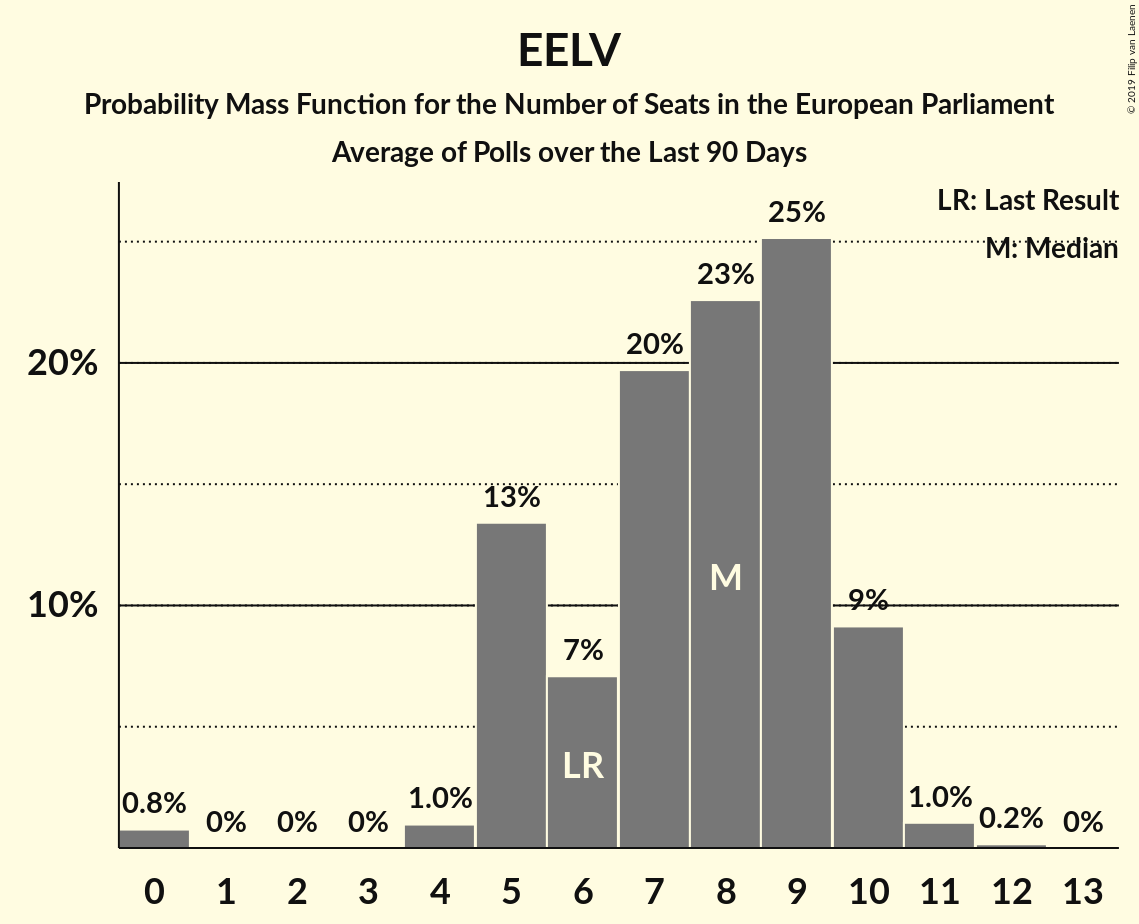 EELV
Probability Mass Function for the Number of Seats in the European Parliament
Average of Polls over the Last 90 Days
© 2019 Filip van Laenen
LR: Last Result
M: Median
25%
23%
20%
20%
13%
M
10%
9%
7%
LR
0.8%
0%
0%
0%
1.0%
1.0%
0.2%
0%
0 1 2 3 4 5 6 7 8 9 10 11 12 13